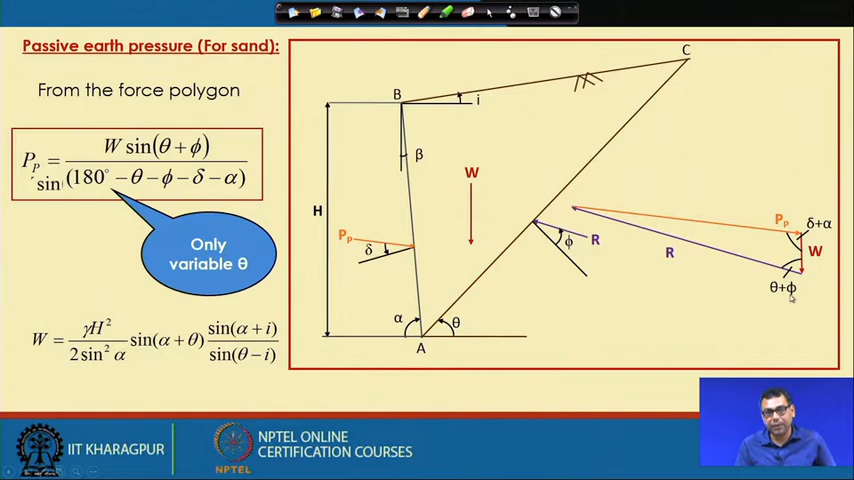 Passive earth pressure (For sand):
From the force polygon
P_P = W sin(θ + ϕ) / sin(180° − θ − ϕ − δ − α)
Only
variable θ
W = γH² / 2 sin² α sin(α + θ) sin(α + i) / sin(θ − i)
C
B
i
β
W
H
P_P
δ
R
ϕ
α
θ
A
P_P
δ+α
W
R
θ+ϕ
IIT KHARAGPUR
NPTEL
NPTEL ONLINE
CERTIFICATION COURSES